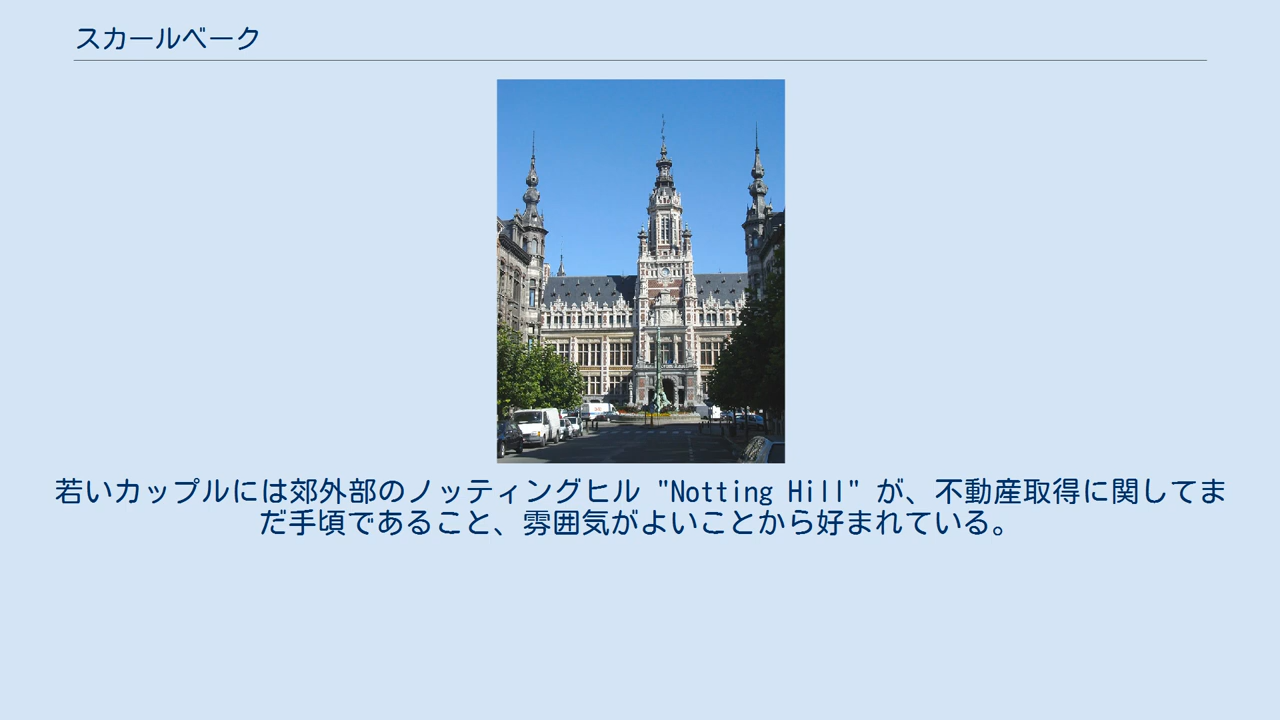 スカールベーク
若いカップルには郊外部のノッティングヒル "Notting Hill" が、不動産取得に関してま
だ手頃であること、雰囲気がよいことから好まれている。